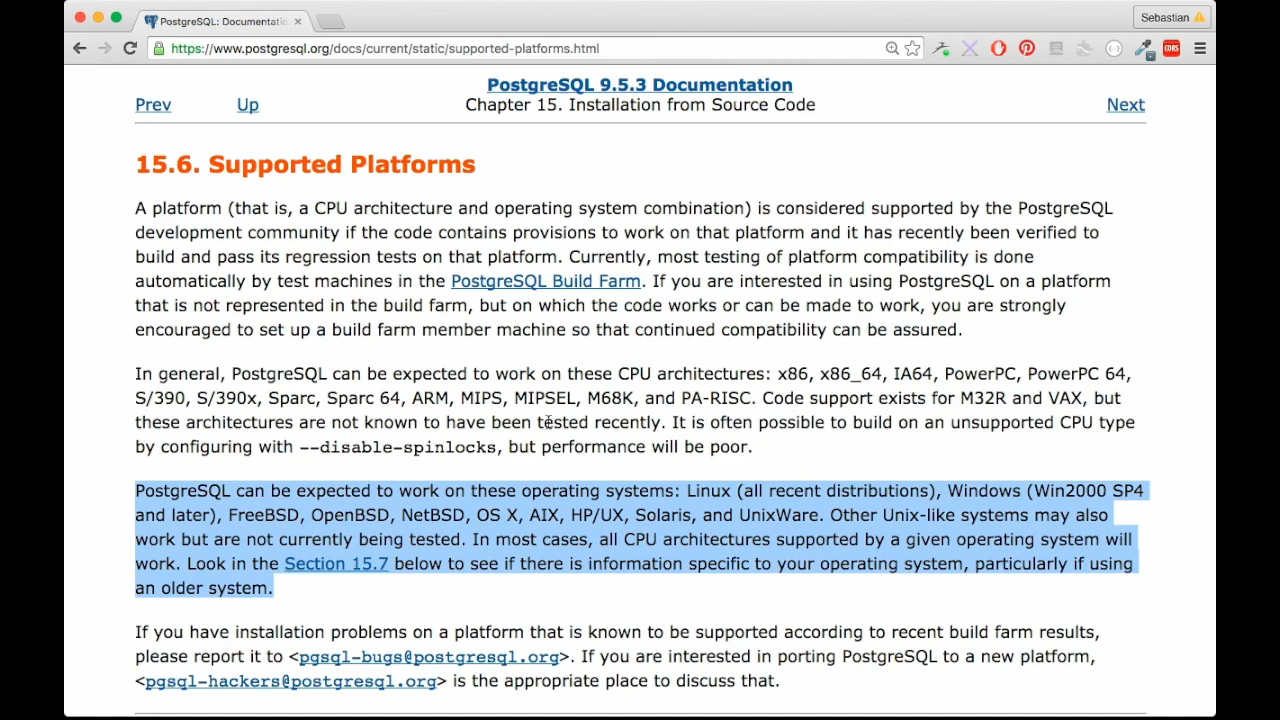 PostgreSQL: Documentatio
Sebastian
https://www.postgresql.org/docs/current/static/supported-platforms.html
CORS
PostgreSQL 9.5.3 Documentation
Prev Up Chapter 15. Installation from Source Code Next
15.6. Supported Platforms
A platform (that is, a CPU architecture and operating system combination) is considered supported by the PostgreSQL
development community if the code contains provisions to work on that platform and it has recently been verified to
build and pass its regression tests on that platform. Currently, most testing of platform compatibility is done
automatically by test machines in the PostgreSQL Build Farm. If you are interested in using PostgreSQL on a platform
that is not represented in the build farm, but on which the code works or can be made to work, you are strongly
encouraged to set up a build farm member machine so that continued compatibility can be assured.
In general, PostgreSQL can be expected to work on these CPU architectures: x86, x86_64, IA64, PowerPC, PowerPC 64,
S/390, S/390x, Sparc, Sparc 64, ARM, MIPS, MIPSEL, M68K, and PA-RISC. Code support exists for M32R and VAX, but
these architectures are not known to have been tested recently. It is often possible to build on an unsupported CPU type
by configuring with --disable-spinlocks, but performance will be poor.
PostgreSQL can be expected to work on these operating systems: Linux (all recent distributions), Windows (Win2000 SP4
and later), FreeBSD, OpenBSD, NetBSD, OS X, AIX, HP/UX, Solaris, and UnixWare. Other Unix-like systems may also
work but are not currently being tested. In most cases, all CPU architectures supported by a given operating system will
work. Look in the Section 15.7 below to see if there is information specific to your operating system, particularly if using
an older system.
If you have installation problems on a platform that is known to be supported according to recent build farm results,
please report it to <pgsql-bugs@postgresql.org>. If you are interested in porting PostgreSQL to a new platform,
<pgsql-hackers@postgresql.org> is the appropriate place to discuss that.